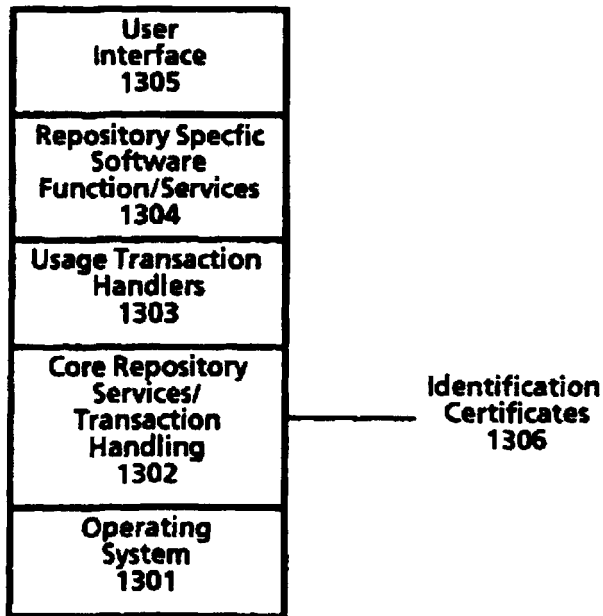 User
Interface
1305
Repository Specfic
Software
Function/Services
1304
Usage Transaction
Handlers
1303
Core Repository
Services/
Transaction
Handling
1302
Identification
Certificates
1306
Operating
System
1301